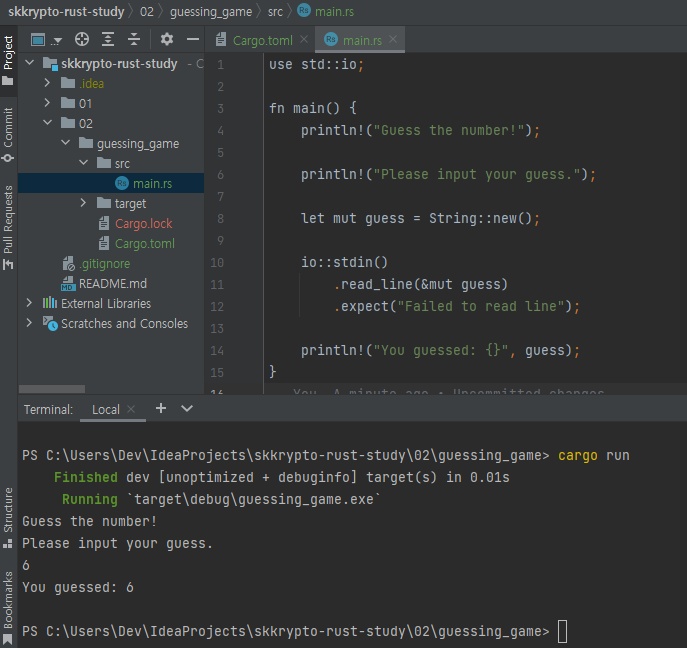 skkrypto-rust-study 〉 02 〉 guessing_game 〉 src 〉 main.rs
Project
Commit
Pull Requests
Structure
Bookmarks
Cargo.toml
main.rs
skkrypto-rust-study - C
.idea
01
02
guessing_game
src
main.rs
target
Cargo.lock
Cargo.toml
.gitignore
README.md
External Libraries
Scratches and Consoles
1 use std::io;
2
3 fn main() {
4     println!("Guess the number!");
5
6     println!("Please input your guess.");
7
8     let mut guess = String::new();
9
10     io::stdin()
11         .read_line(&mut guess)
12         .expect("Failed to read line");
13
14     println!("You guessed: {}", guess);
15 }
16 You, A minute ago • Uncommitted changes
Terminal: Local
PS C:\Users\Dev\IdeaProjects\skkrypto-rust-study\02\guessing_game> cargo run
    Finished dev [unoptimized + debuginfo] target(s) in 0.01s
     Running `target\debug\guessing_game.exe`
Guess the number!
Please input your guess.
6
You guessed: 6
PS C:\Users\Dev\IdeaProjects\skkrypto-rust-study\02\guessing_game>